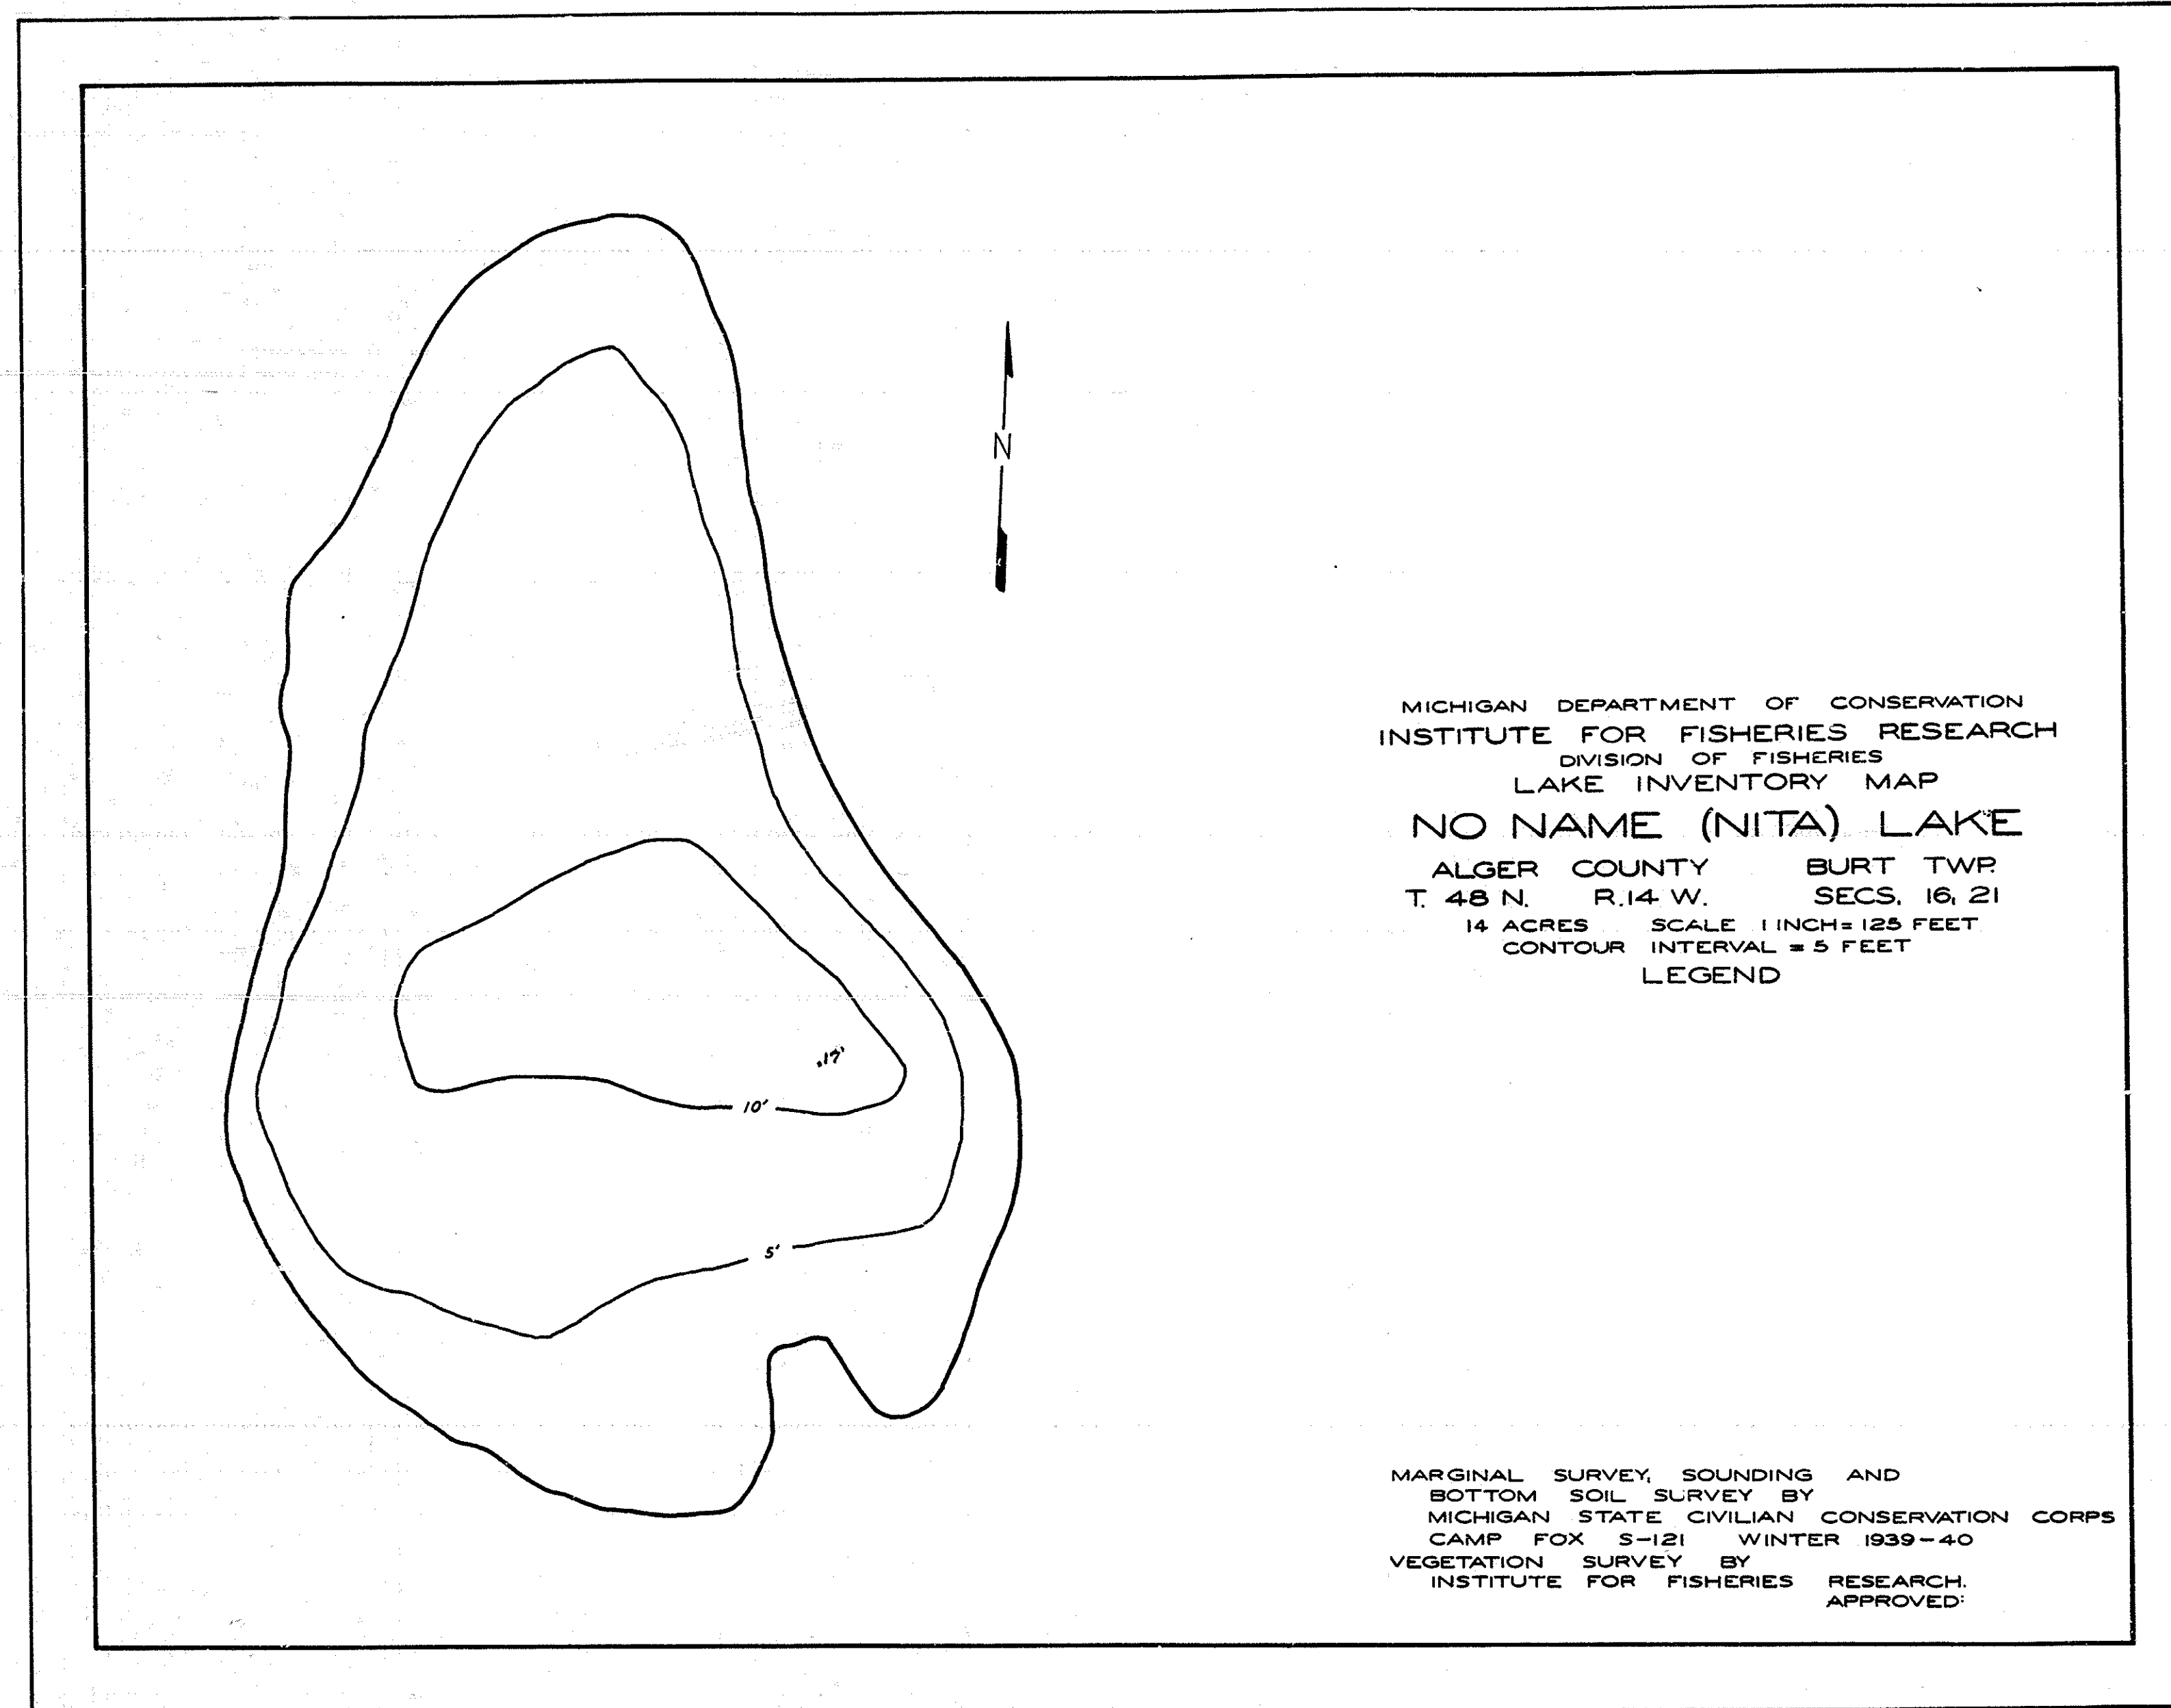 N
MICHIGAN DEPARTMENT OF CONSERVATION
INSTITUTE FOR FISHERIES RESEARCH
DIVISION OF FISHERIES
LAKE INVENTORY MAP
NO NAME (NITA) LAKE
ALGER COUNTY BURT TWP.
T. 48 N. R. 14 W. SECS. 16, 21
14 ACRES SCALE 1 INCH = 125 FEET
CONTOUR INTERVAL = 5 FEET
LEGEND
.17'
10'
5'
MARGINAL SURVEY, SOUNDING AND
BOTTOM SOIL SURVEY BY
MICHIGAN STATE CIVILIAN CONSERVATION CORPS
CAMP FOX S-121 WINTER 1939-40
VEGETATION SURVEY BY
INSTITUTE FOR FISHERIES RESEARCH.
APPROVED: